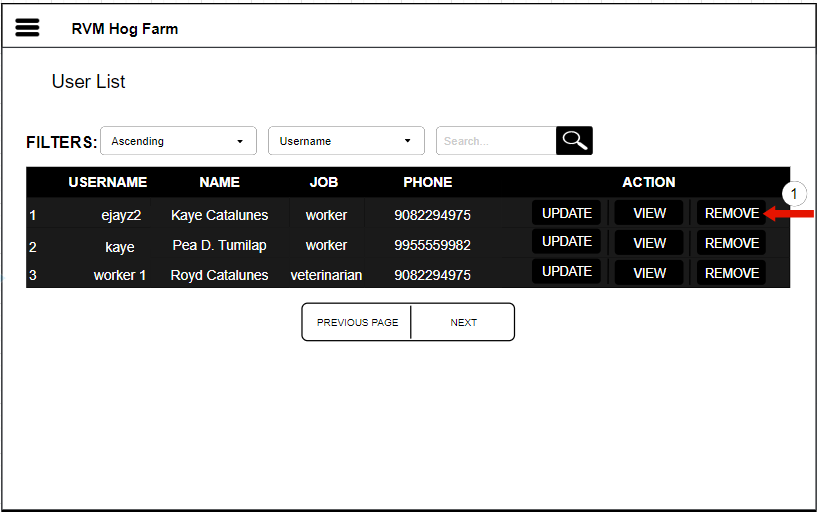 RVM Hog Farm
User List
FILTERS: Ascending Username Search...
USERNAME NAME JOB PHONE ACTION
1
1 ejayz2 Kaye Catalunes worker 9082294975 UPDATE VIEW REMOVE
2 kaye Pea D. Tumilap worker 9955559982 UPDATE VIEW REMOVE
3 worker 1 Royd Catalunes veterinarian 9082294975 UPDATE VIEW REMOVE
PREVIOUS PAGE NEXT